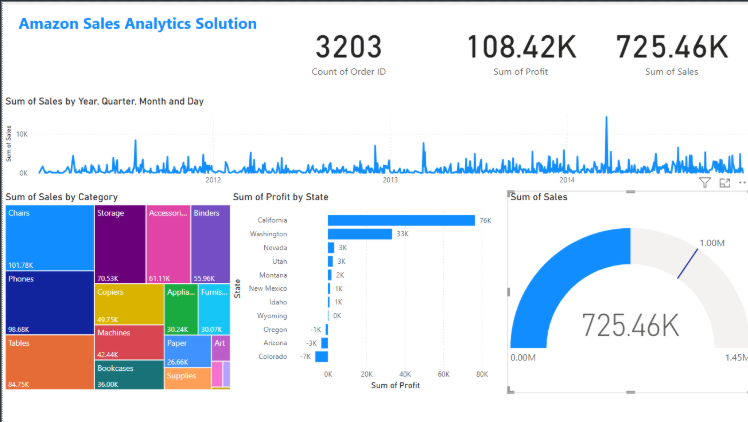 Amazon Sales Analytics Solution
3203
Count of Order ID
108.42K
Sum of Profit
725.46K
Sum of Sales
Sum of Sales by Year, Quarter, Month and Day
Sum of Sales
10K
0K
2012
2013
2014
Sum of Sales by Category
Chairs
101.78K
Phones
98.68K
Tables
84.75K
Storage
70.53K
Accessori...
61.11K
Binders
55.96K
Copiers
49.75K
Machines
42.44K
Bookcases
36.00K
Applia...
30.24K
Furnis...
30.07K
Paper
26.66K
Supplies
Art
Sum of Profit by State
State
California
76K
Washington
33K
Nevada
3K
Utah
3K
Montana
2K
New Mexico
1K
Idaho
1K
Wyoming
0K
Oregon
-1K
Arizona
-3K
Colorado
-7K
0K
20K
40K
60K
80K
Sum of Profit
Sum of Sales
1.00M
725.46K
0.00M
1.45M